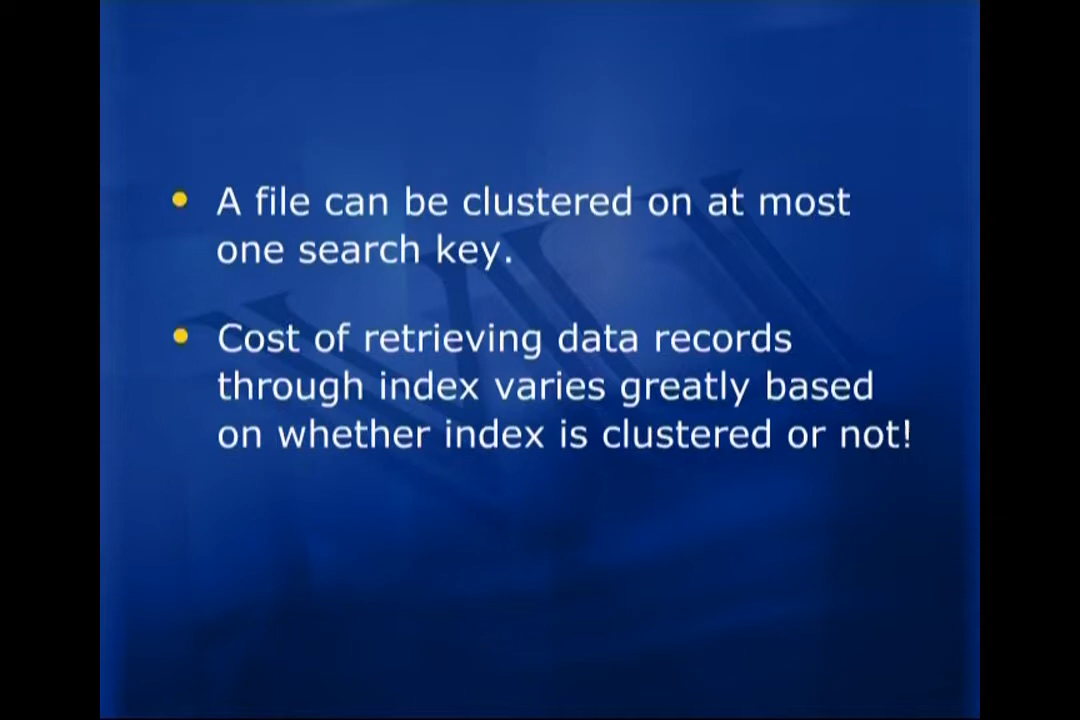 • A file can be clustered on at most
one search key.
• Cost of retrieving data records
through index varies greatly based
on whether index is clustered or not!